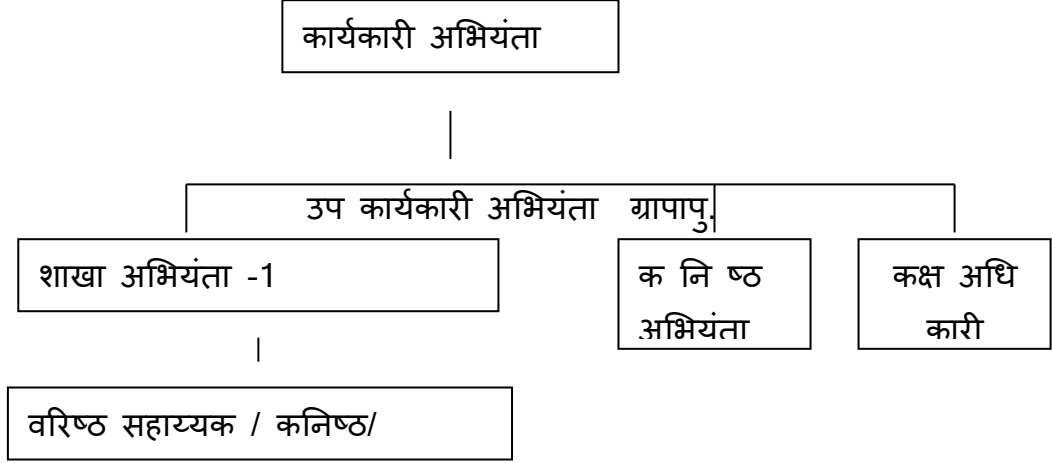 कार्यकारी अभियंता
उप कार्यकारी अभियंता ग्रापापु.
शाखा अभियंता -1
क नि ष्ठ
अभियंता
कक्ष अधि
कारी
वरिष्ठ सहाय्यक / कनिष्ठ/